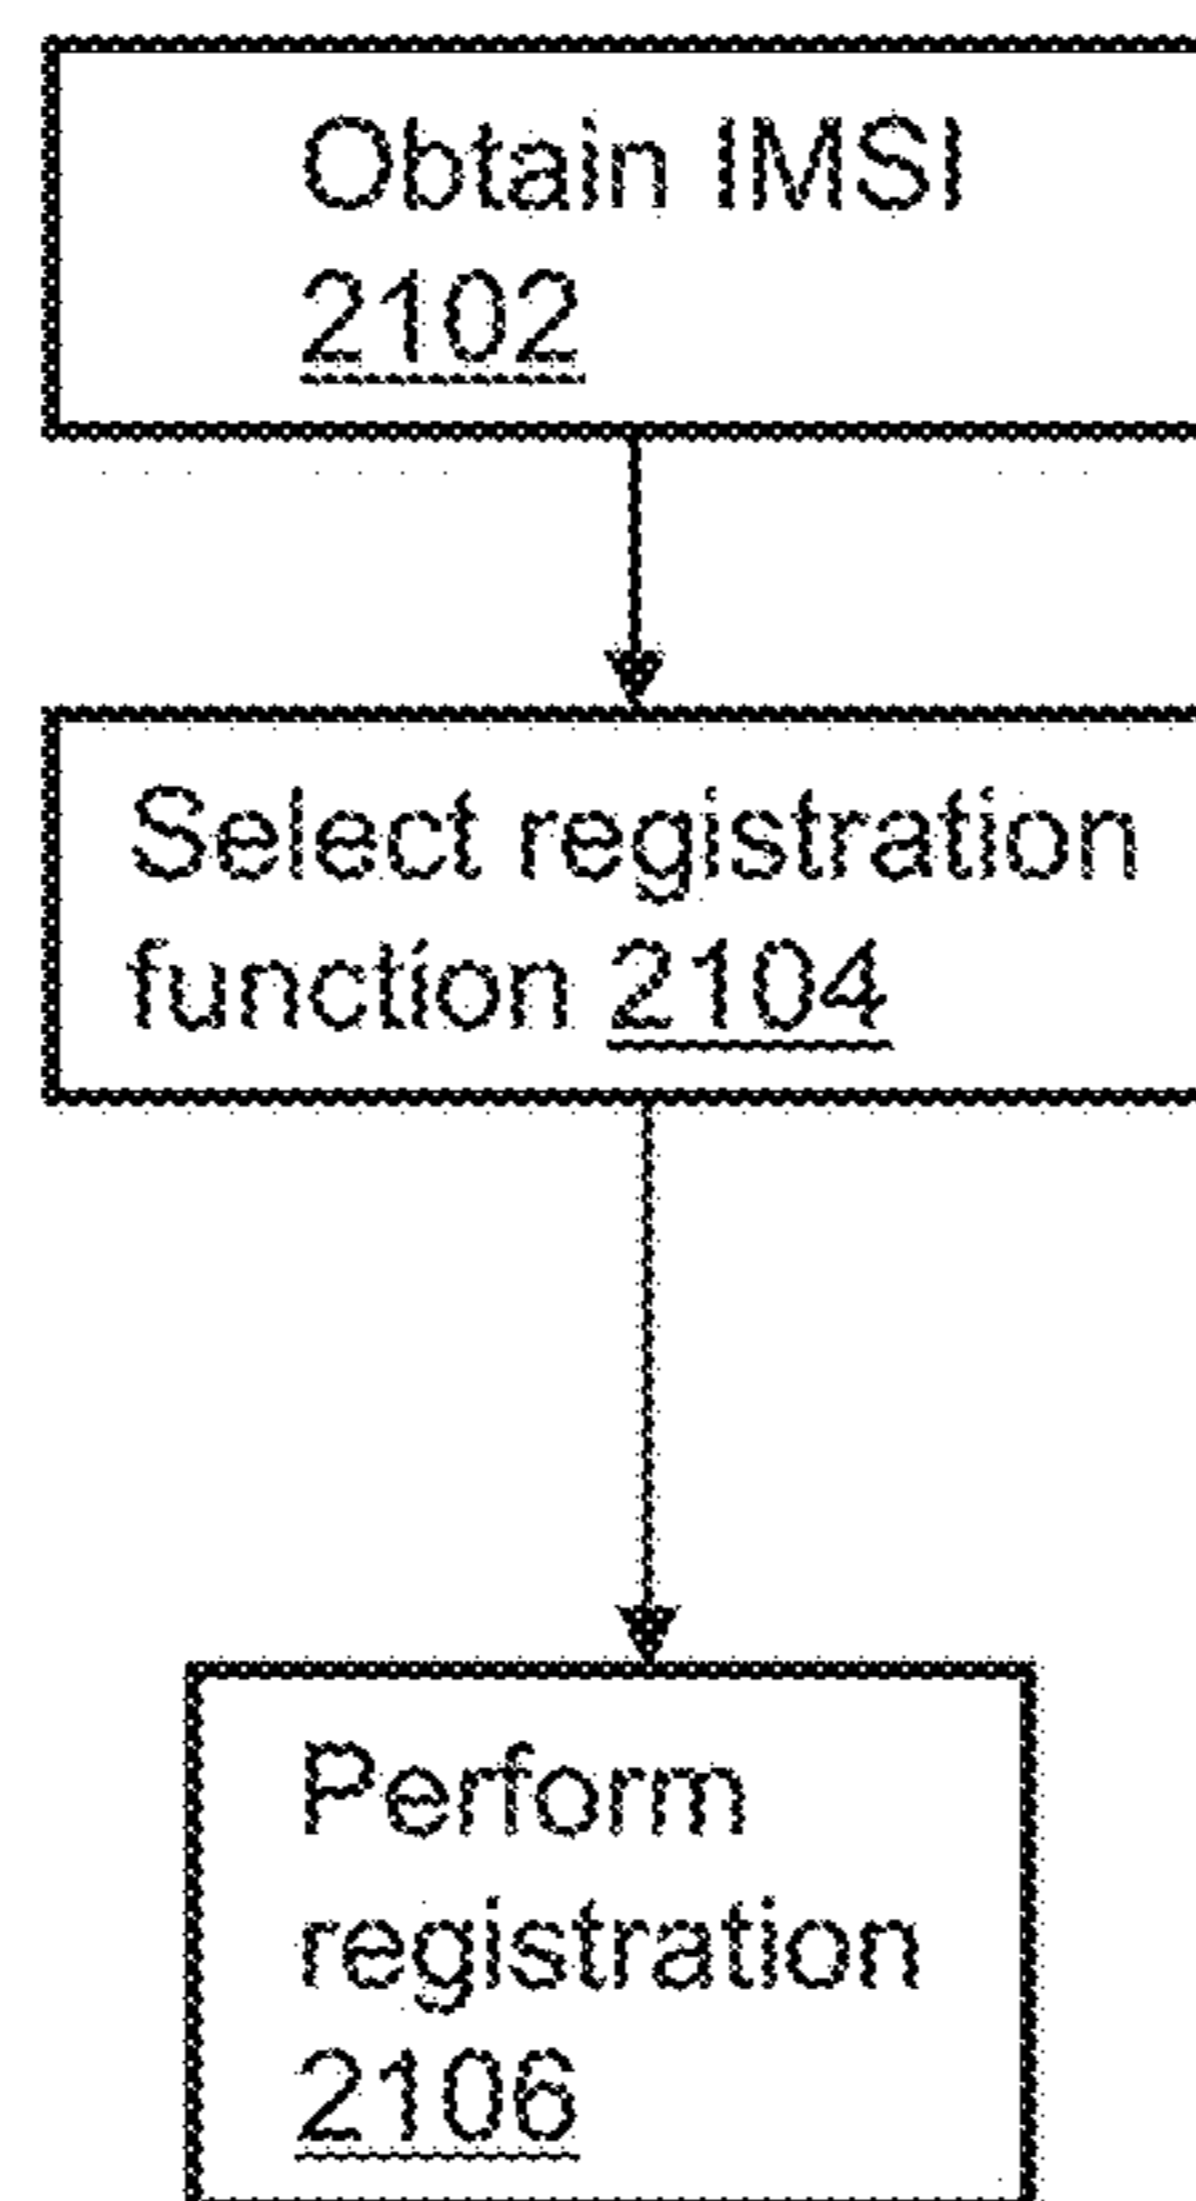 Obtain IMSI
2102
Select registration
function 2104
Perform
registration
2106